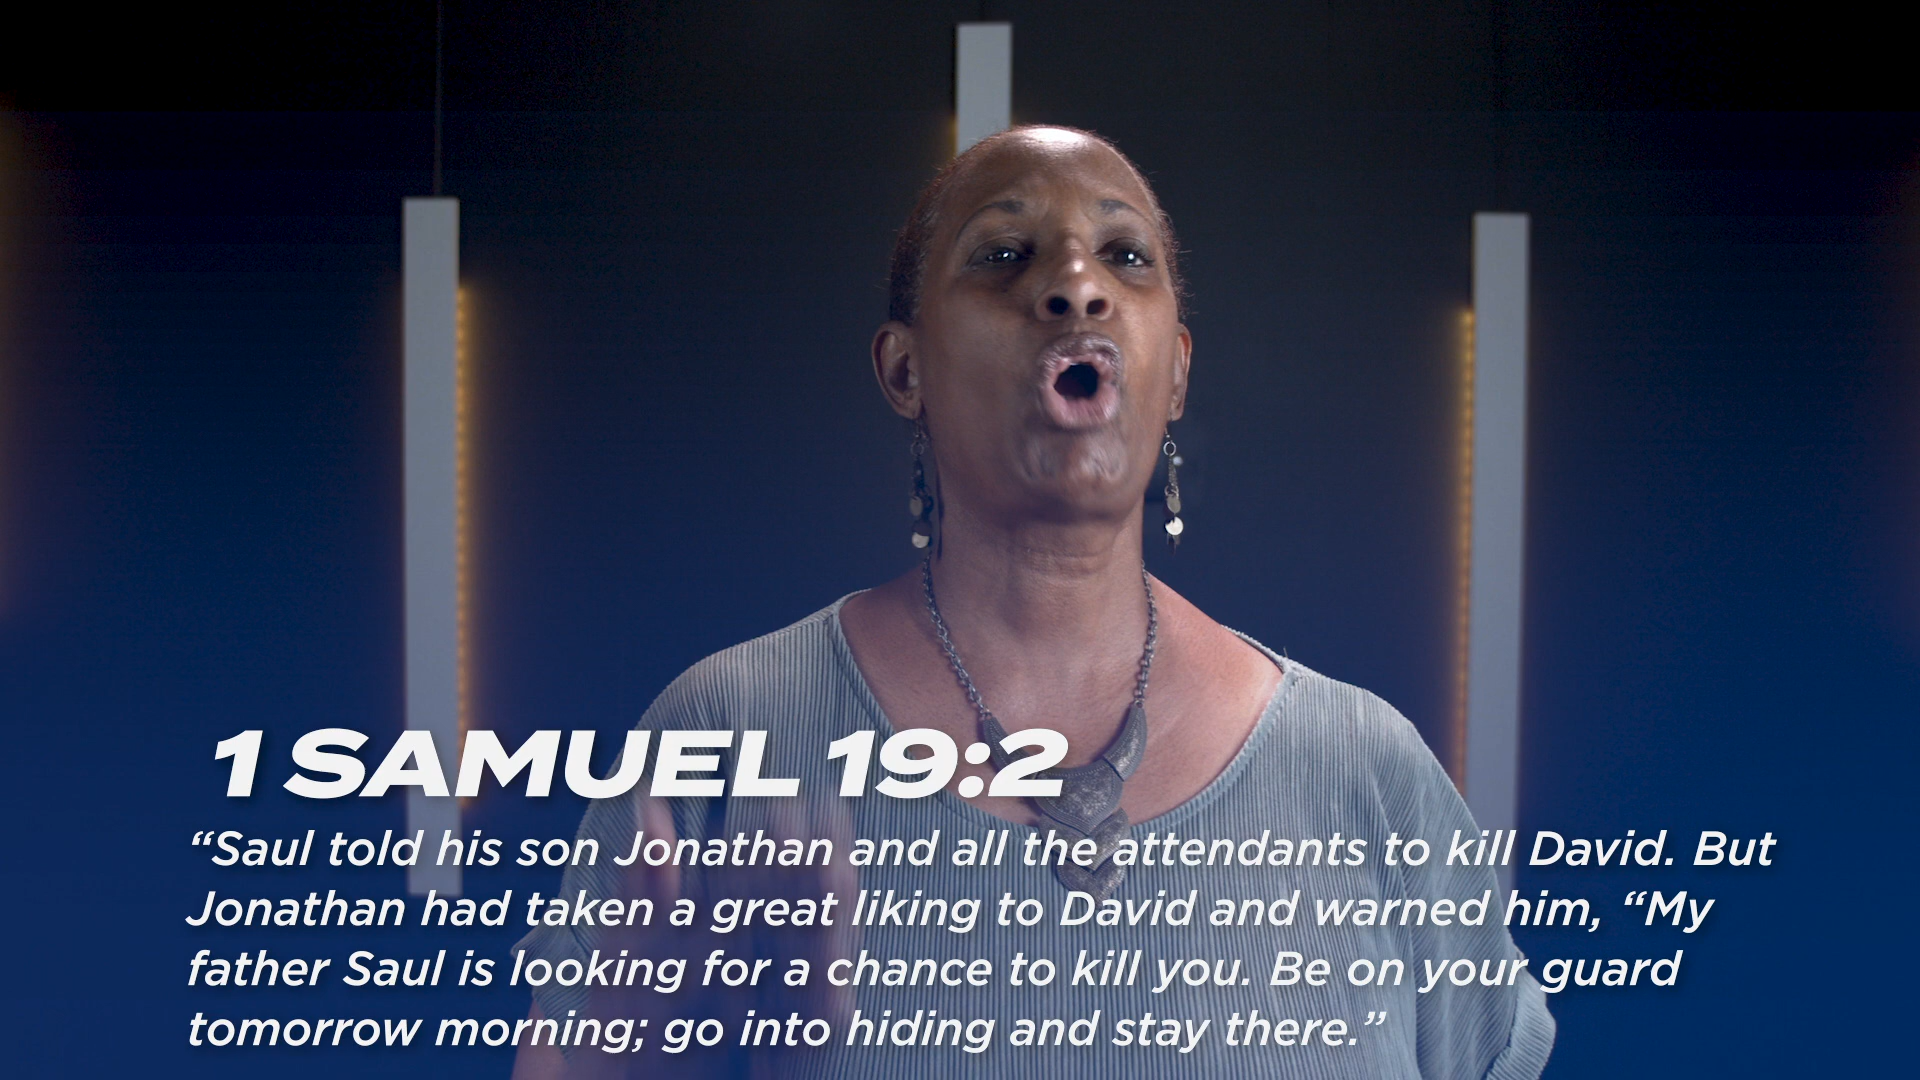 1 SAMUEL 19:2
“Saul told his son Jonathan and all the attendants to kill David. But
Jonathan had taken a great liking to David and warned him, “My
father Saul is looking for a chance to kill you. Be on your guard
tomorrow morning; go into hiding and stay there.”